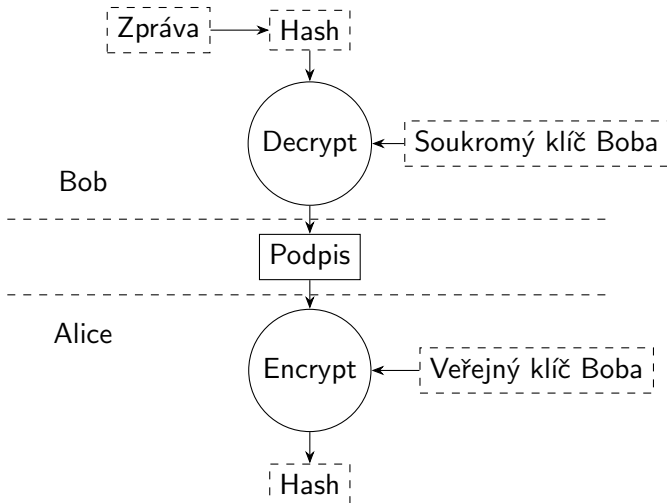 Zpráva
Hash
Decrypt
Soukromý klíč Boba
Bob
Podpis
Alice
Encrypt
Veřejný klíč Boba
Hash